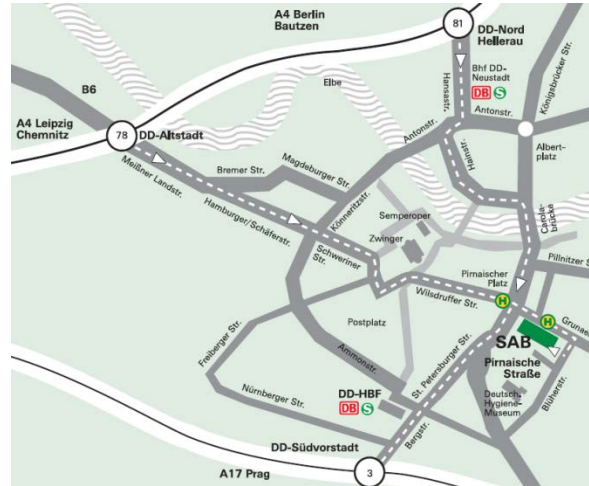 A4 Berlin
Bautzen
81
DD-Nord
Hellerau
Bhf DD-
Neustadt
DB S
Hansastr.
Königsbrücker Str.
B6
Elbe
A4 Leipzig
Chemnitz
78
DD-Altstadt
Antonstr.
Antonstr.
Albert-
platz
Hainstr.
Meißner Landstr.
Bremer Str.
Magdeburger Str.
Könneritzstr.
Hamburger/Schäferstr.
Semperoper
Zwinger
Carola-
brücke
Schweriner
Str.
Pillnitzer S
Pirnaischer
Platz
Wilsdruffer Str.
H
H
Grunae
Postplatz
SAB
Pirnaische
Straße
Freiberger Str.
Ammonstr.
St. Petersburger Str.
Deutsch.
Hygiene-
Museum
Blüherstr.
Nürnberger Str.
DD-HBF
DB S
Bergstr.
DD-Südvorstadt
3
A17 Prag